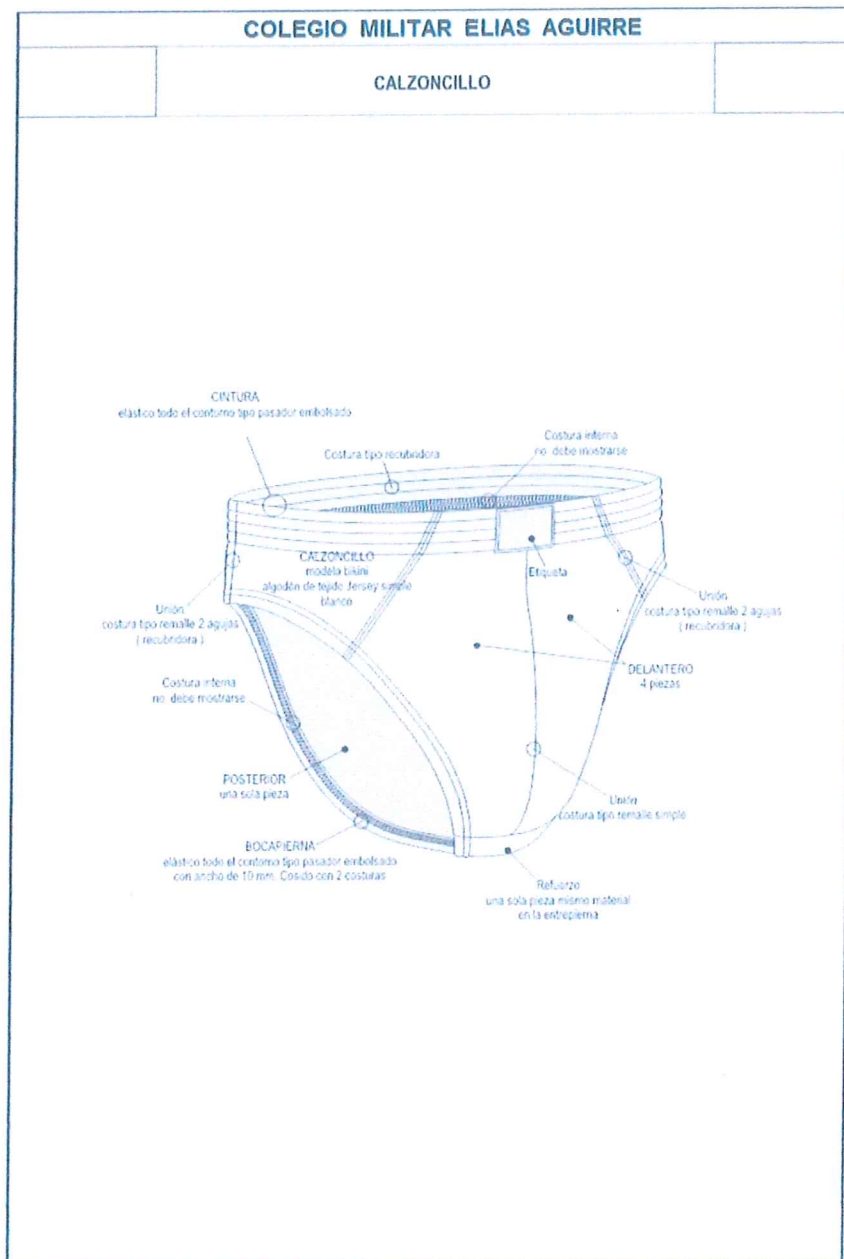 COLEGIO MILITAR ELIAS AGUIRRE
CALZONCILLO
CINTURA
elástico todo el contorno tipo pasador embolsado
Costura tipo recubridora
Costura interna
no debe mostrarse
CALZONCILLO
modelo bikini
algodón de tejido Jersey simple
blanco
Etiqueta
Unión
costura tipo remalle 2 agujas
( recubridora )
Unión
costura tipo remalle 2 agujas
( recubridora )
Costura interna
no debe mostrarse
DELANTERO
4 piezas
POSTERIOR
una sola pieza
Unión
costura tipo remalle simple
BOCAPIERNA
elástico todo el contorno tipo pasador embolsado
con ancho de 10 mm. Cosido con 2 costuras
Refuerzo
una sola pieza mismo material
en la entrepierna